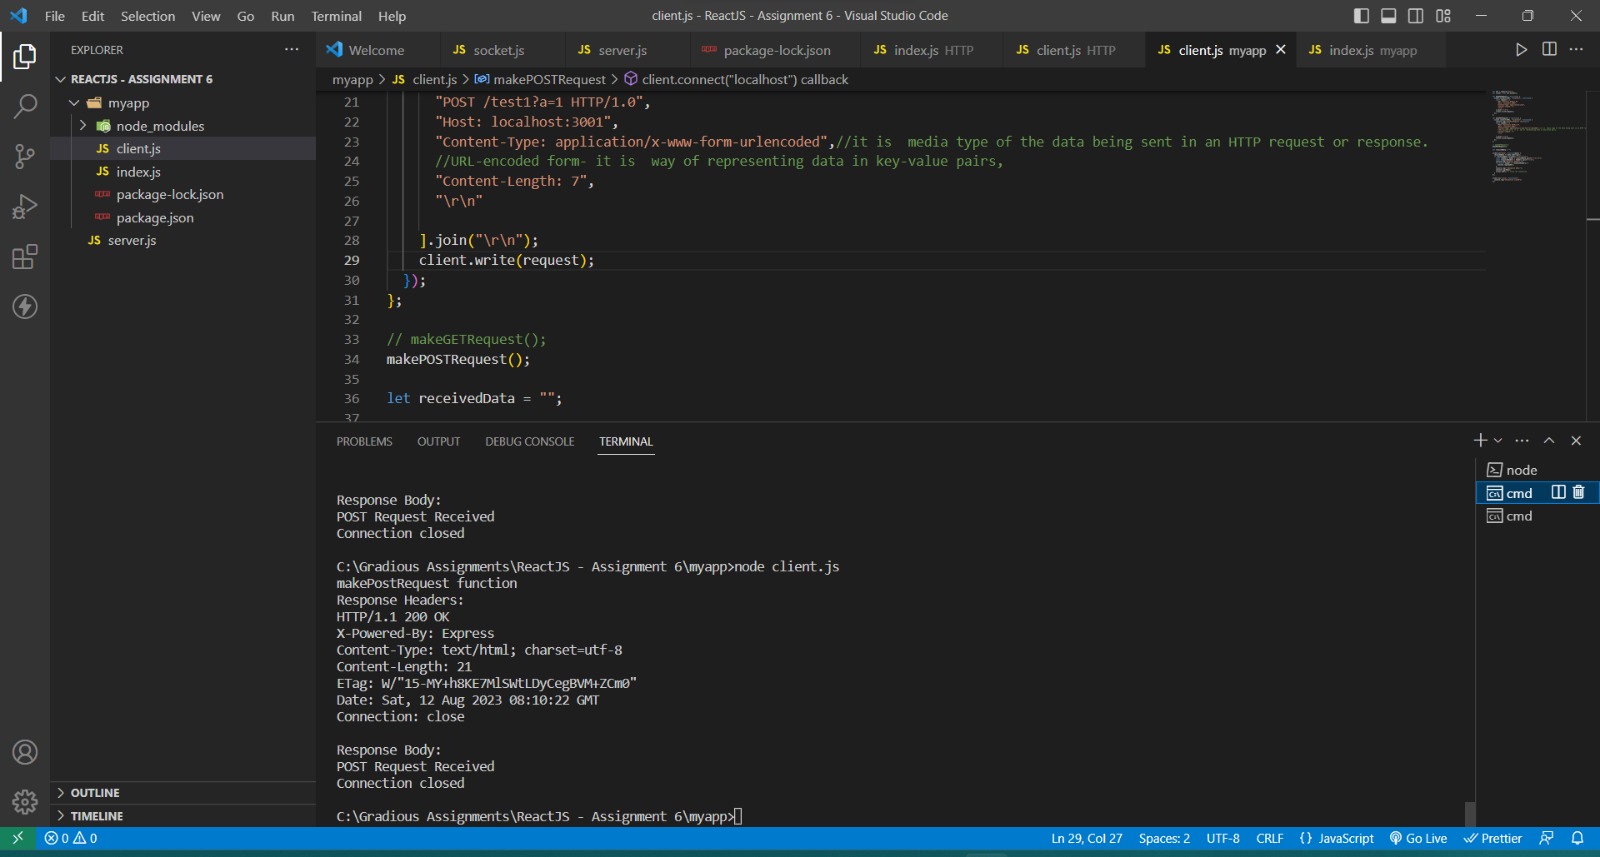 File Edit Selection View Go Run Terminal Help
client.js - ReactJS - Assignment 6 - Visual Studio Code
EXPLORER
REACTJS - ASSIGNMENT 6
myapp
node_modules
JS client.js
JS index.js
package-lock.json
package.json
JS server.js
OUTLINE
TIMELINE
Welcome JS socket.js JS server.js package-lock.json JS index.js HTTP JS client.js HTTP JS client.js myapp JS index.js myapp
myapp > JS client.js > makePOSTRequest > client.connect("localhost") callback
21 "POST /test1?a=1 HTTP/1.0",
22 "Host: localhost:3001",
23 "Content-Type: application/x-www-form-urlencoded",//it is  media type of the data being sent in an HTTP request or response.
24 //URL-encoded form- it is  way of representing data in key-value pairs,
25 "Content-Length: 7",
26 "\r\n"
27
28 ].join("\r\n");
29 client.write(request);
30 });
31 };
32
33 // makeGETRequest();
34 makePOSTRequest();
35
36 let receivedData = "";
37
PROBLEMS OUTPUT DEBUG CONSOLE TERMINAL
Response Body:
POST Request Received
Connection closed
C:\Gradious Assignments\ReactJS - Assignment 6\myapp>node client.js
makePostRequest function
Response Headers:
HTTP/1.1 200 OK
X-Powered-By: Express
Content-Type: text/html; charset=utf-8
Content-Length: 21
ETag: W/"15-MY+h8KE7MlSWtLDyCegBVM+ZCm0"
Date: Sat, 12 Aug 2023 08:10:22 GMT
Connection: close
Response Body:
POST Request Received
Connection closed
C:\Gradious Assignments\ReactJS - Assignment 6\myapp>
node
cmd
cmd
0 0 Ln 29, Col 27 Spaces: 2 UTF-8 CRLF {} JavaScript Go Live Prettier